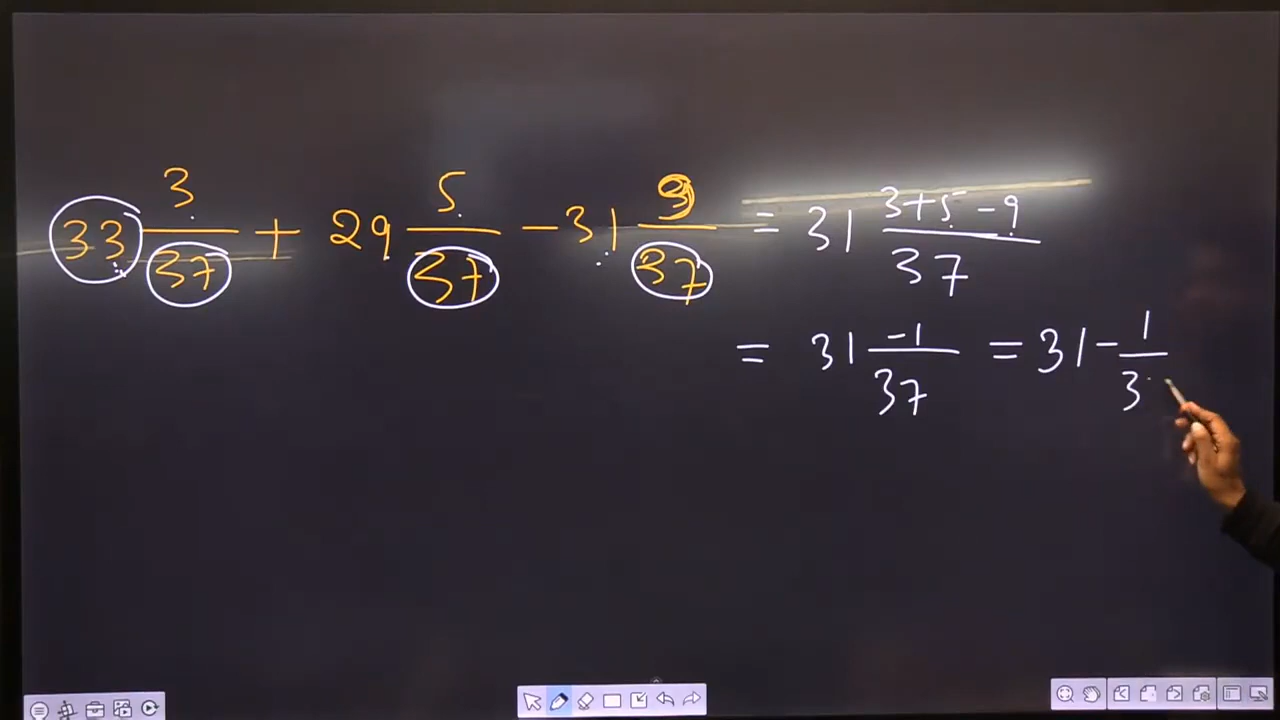 33 3/37 + 29 5/37 - 31 9/37 = 31 (3+5-9)/37
= 31 -1/37 = 31 - 1/3